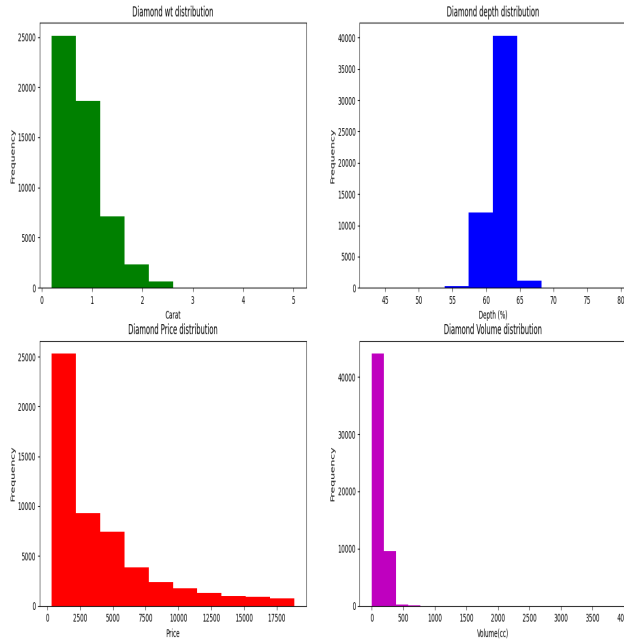 Diamond wt distribution
25000
20000
15000
10000
5000
0
Frequency
0 1 2 3 4 5
Carat
Diamond depth distribution
40000
35000
30000
25000
20000
15000
10000
5000
0
Frequency
45 50 55 60 65 70 75 80
Depth (%)
Diamond Price distribution
25000
20000
15000
10000
5000
0
Frequency
0 2500 5000 7500 10000 12500 15000 17500
Price
Diamond Volume distribution
40000
30000
20000
10000
0
Frequency
0 500 1000 1500 2000 2500 3000 3500
Volume(cc)